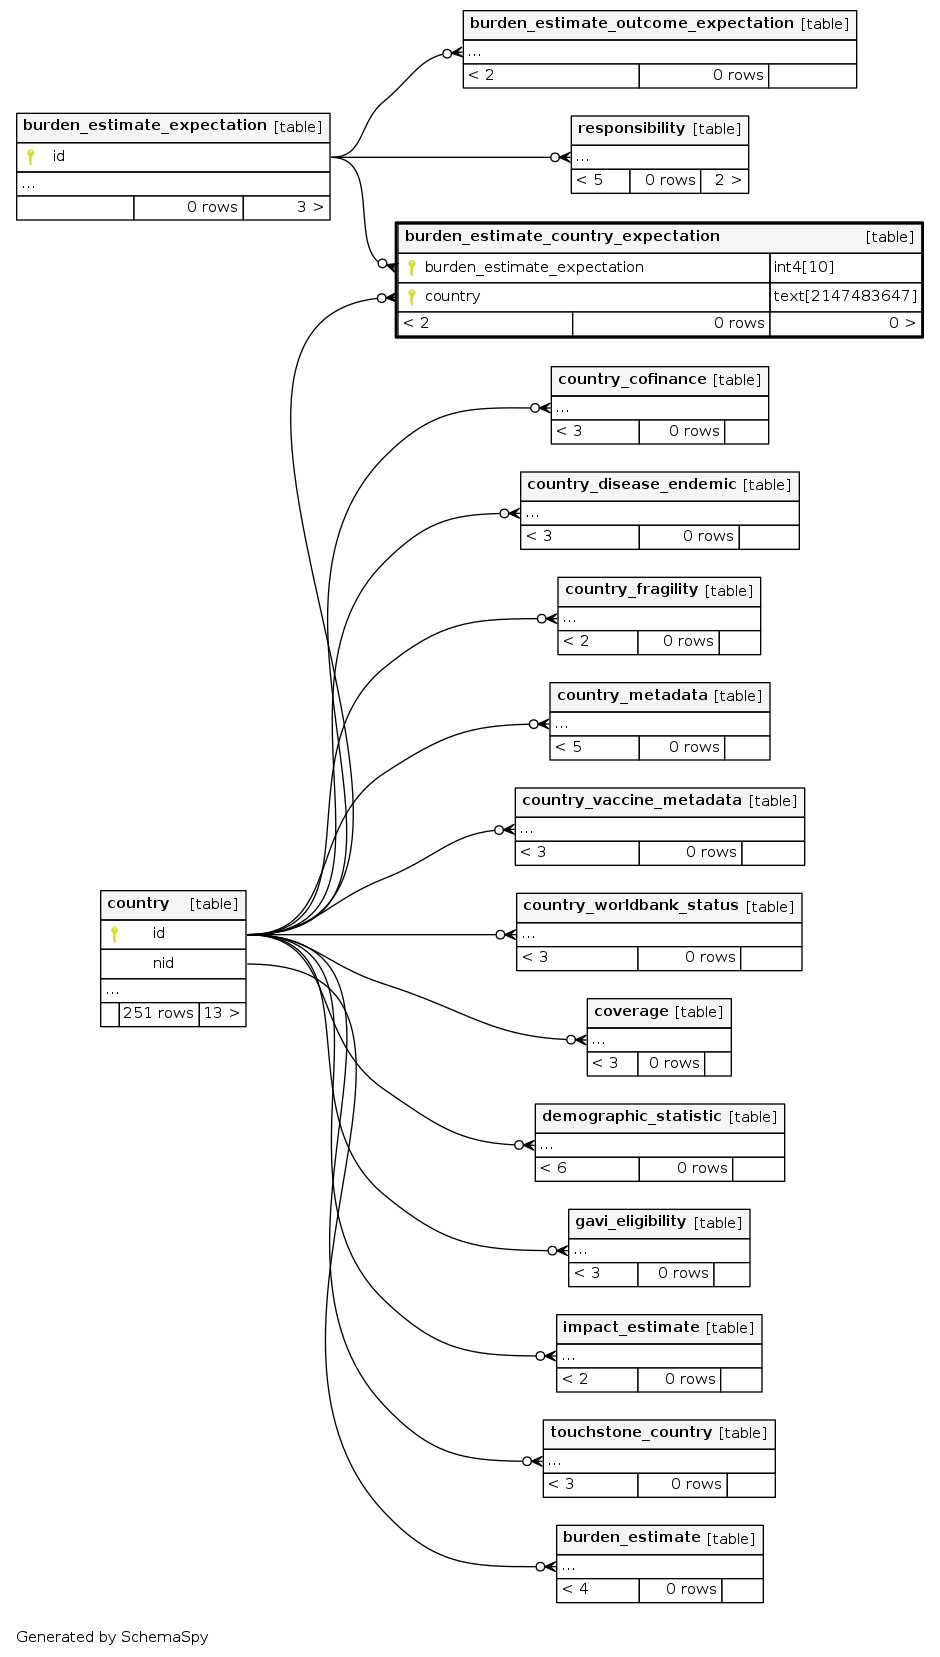 burden_estimate_outcome_expectation [table]
...
< 2 0 rows
burden_estimate_expectation [table]
id
...
0 rows 3 >
responsibility [table]
...
< 5 0 rows 2 >
burden_estimate_country_expectation [table]
burden_estimate_expectation int4[10]
country text[2147483647]
< 2 0 rows 0 >
country_cofinance [table]
...
< 3 0 rows
country_disease_endemic [table]
...
< 3 0 rows
country_fragility [table]
...
< 2 0 rows
country_metadata [table]
...
< 5 0 rows
country_vaccine_metadata [table]
...
< 3 0 rows
country [table]
id
nid
...
251 rows 13 >
country_worldbank_status [table]
...
< 3 0 rows
coverage [table]
...
< 3 0 rows
demographic_statistic [table]
...
< 6 0 rows
gavi_eligibility [table]
...
< 3 0 rows
impact_estimate [table]
...
< 2 0 rows
touchstone_country [table]
...
< 3 0 rows
burden_estimate [table]
...
< 4 0 rows
Generated by SchemaSpy